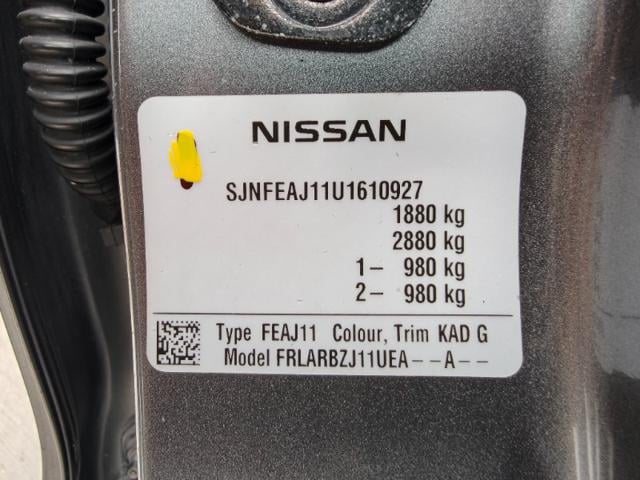 NISSAN
SJNFEAJ11U1610927
1880 kg
2880 kg
1- 980 kg
2- 980 kg
Type FEAJ11 Colour, Trim KAD G
Model FRLARBZJ11UEA--A--